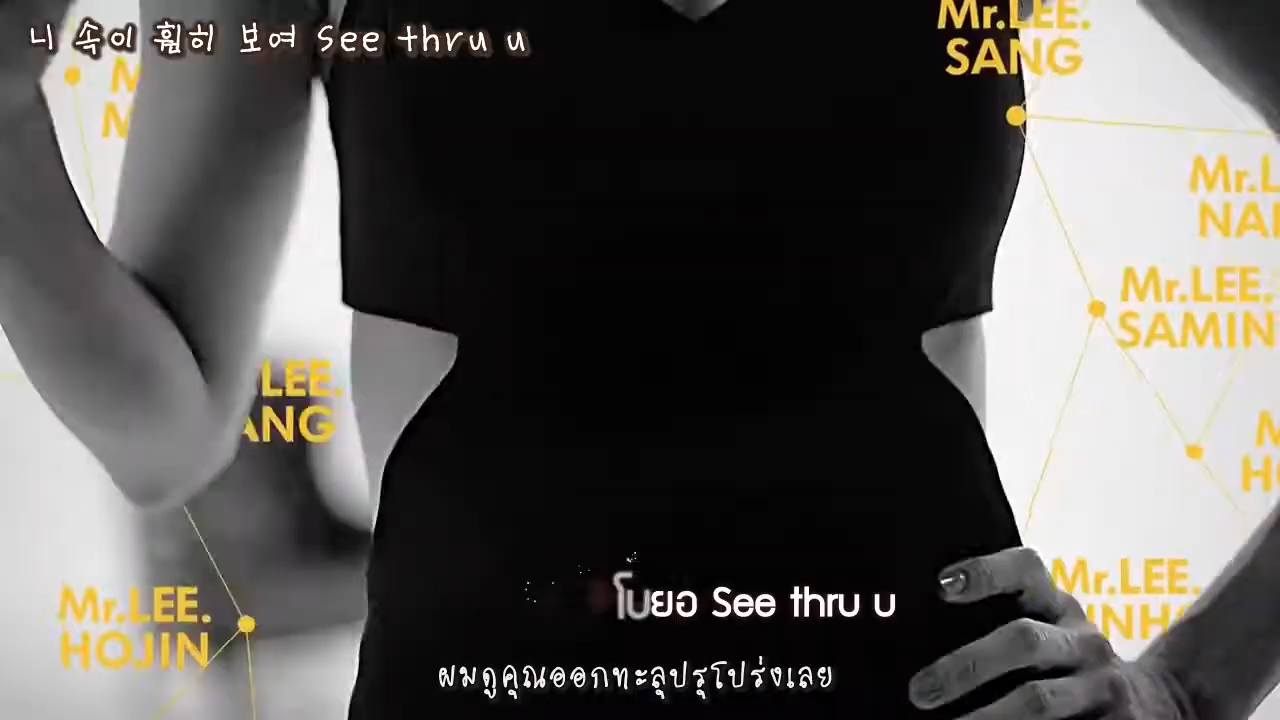 니 속이 훤히 보여 See thru u
Mr.LEE.
SANG
Mr.L
NA
Mr.LEE.
SAMIN
LEE.
ANG
Mr.LEE.
HOJIN
Mr.LEE.
โบยอ See thru u
ผมดูคุณออกทะลุปรุโปร่งเลย